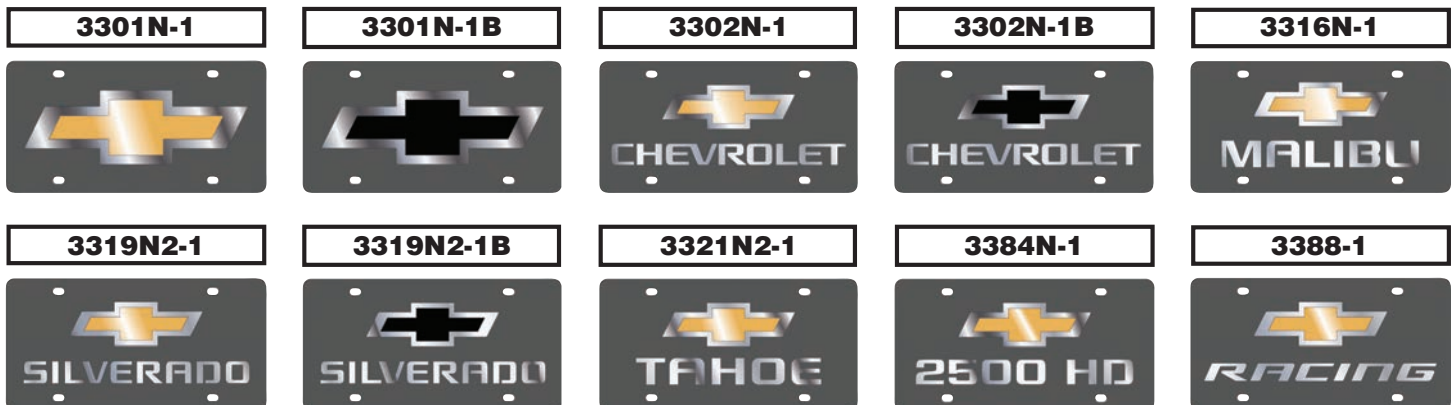 3301N-1
3301N-1B
3302N-1
CHEVROLET
3302N-1B
CHEVROLET
3316N-1
MALIBU
3319N2-1
SILVERADO
3319N2-1B
SILVERADO
3321N2-1
TAHOE
3384N-1
2500 HD
3388-1
RACING